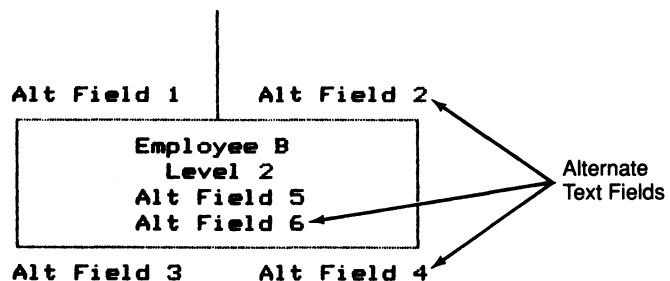 Alt Field 1 Alt Field 2
Employee B
Level 2
Alt Field 5
Alt Field 6
Alternate
Text Fields
Alt Field 3 Alt Field 4